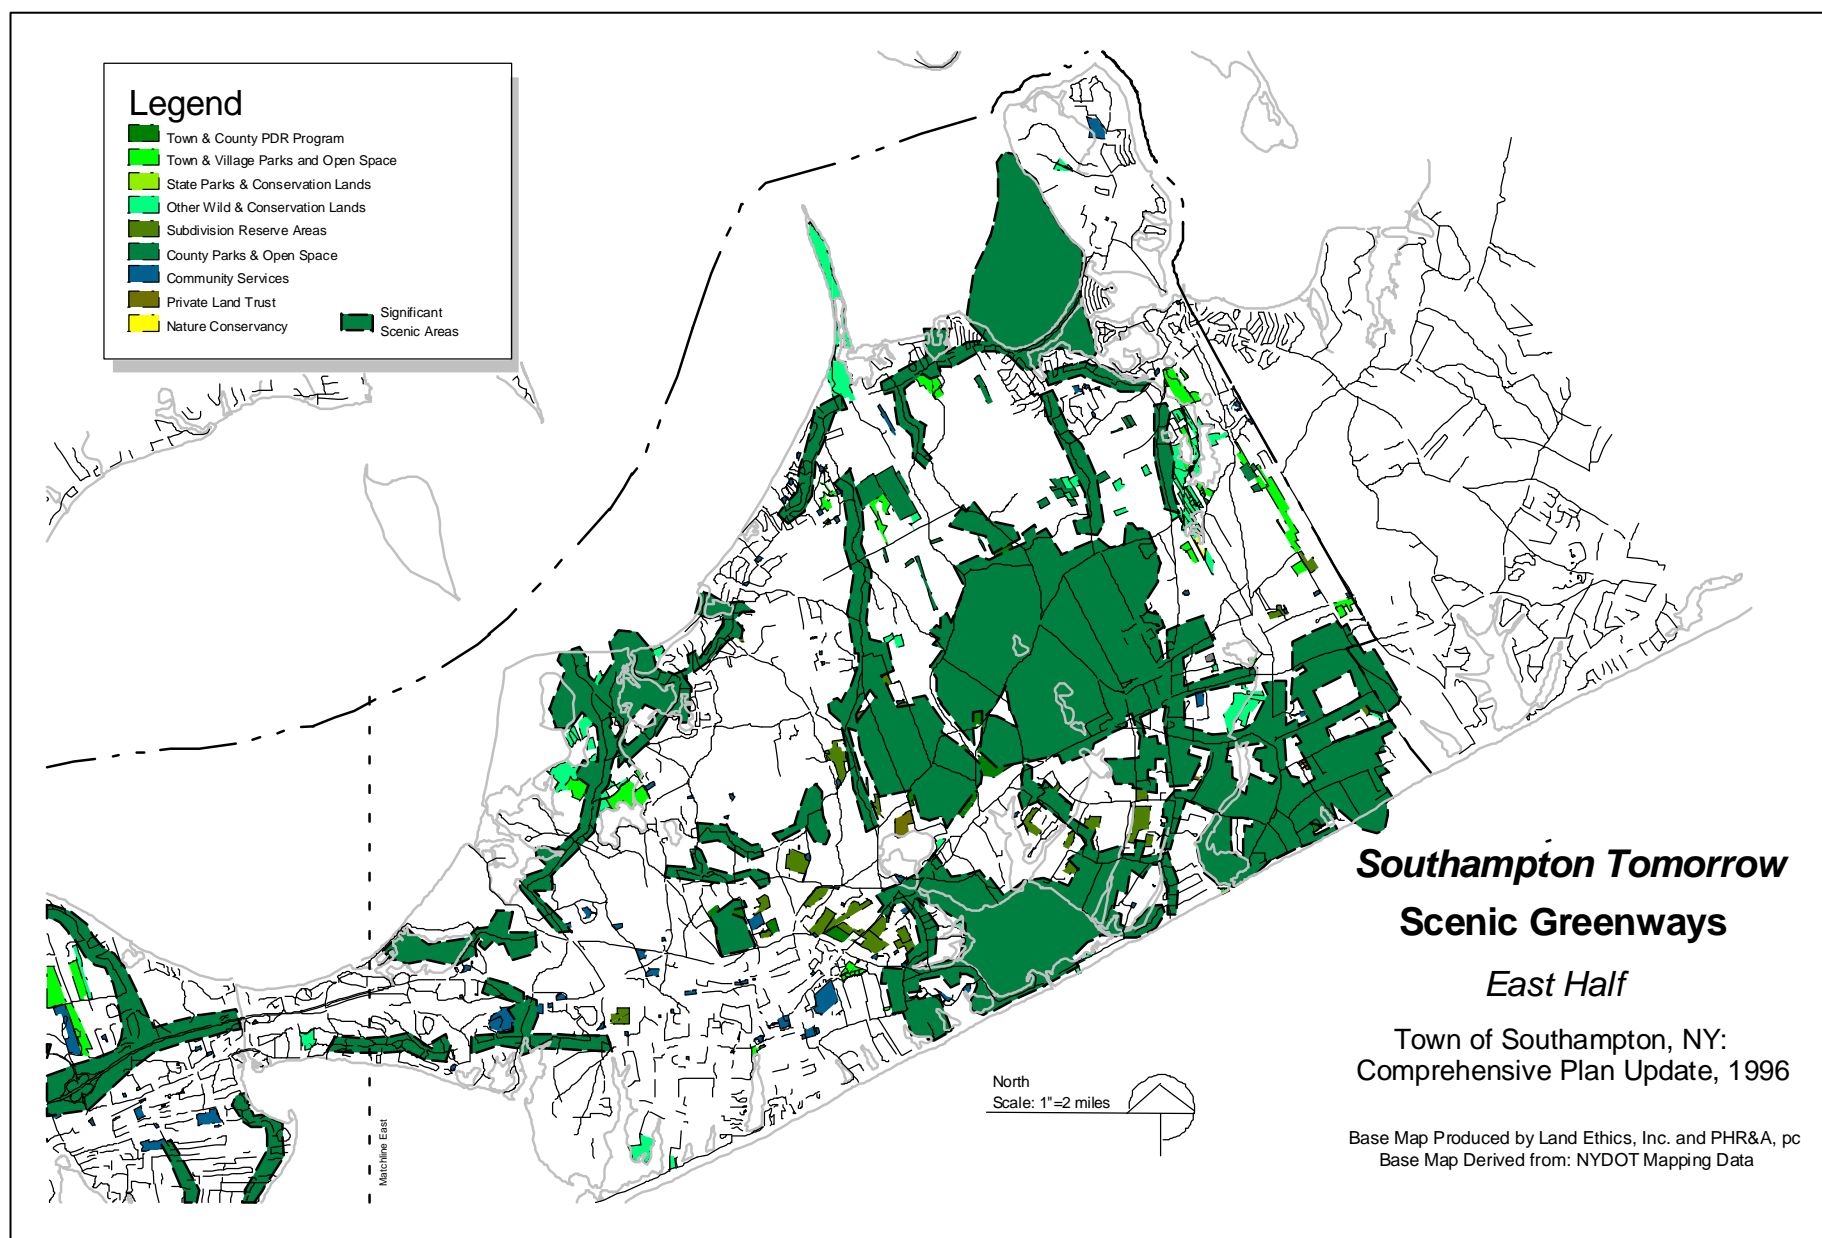 Legend
Town & County PDR Program
Town & Village Parks and Open Space
State Parks & Conservation Lands
Other Wild & Conservation Lands
Subdivision Reserve Areas
County Parks & Open Space
Community Services
Private Land Trust
Nature Conservancy
Significant
Scenic Areas
Matchline East
North
Scale: 1"=2 miles
Southampton Tomorrow
Scenic Greenways
East Half
Town of Southampton, NY:
Comprehensive Plan Update, 1996
Base Map Produced by Land Ethics, Inc. and PHR&A, pc
Base Map Derived from: NYDOT Mapping Data